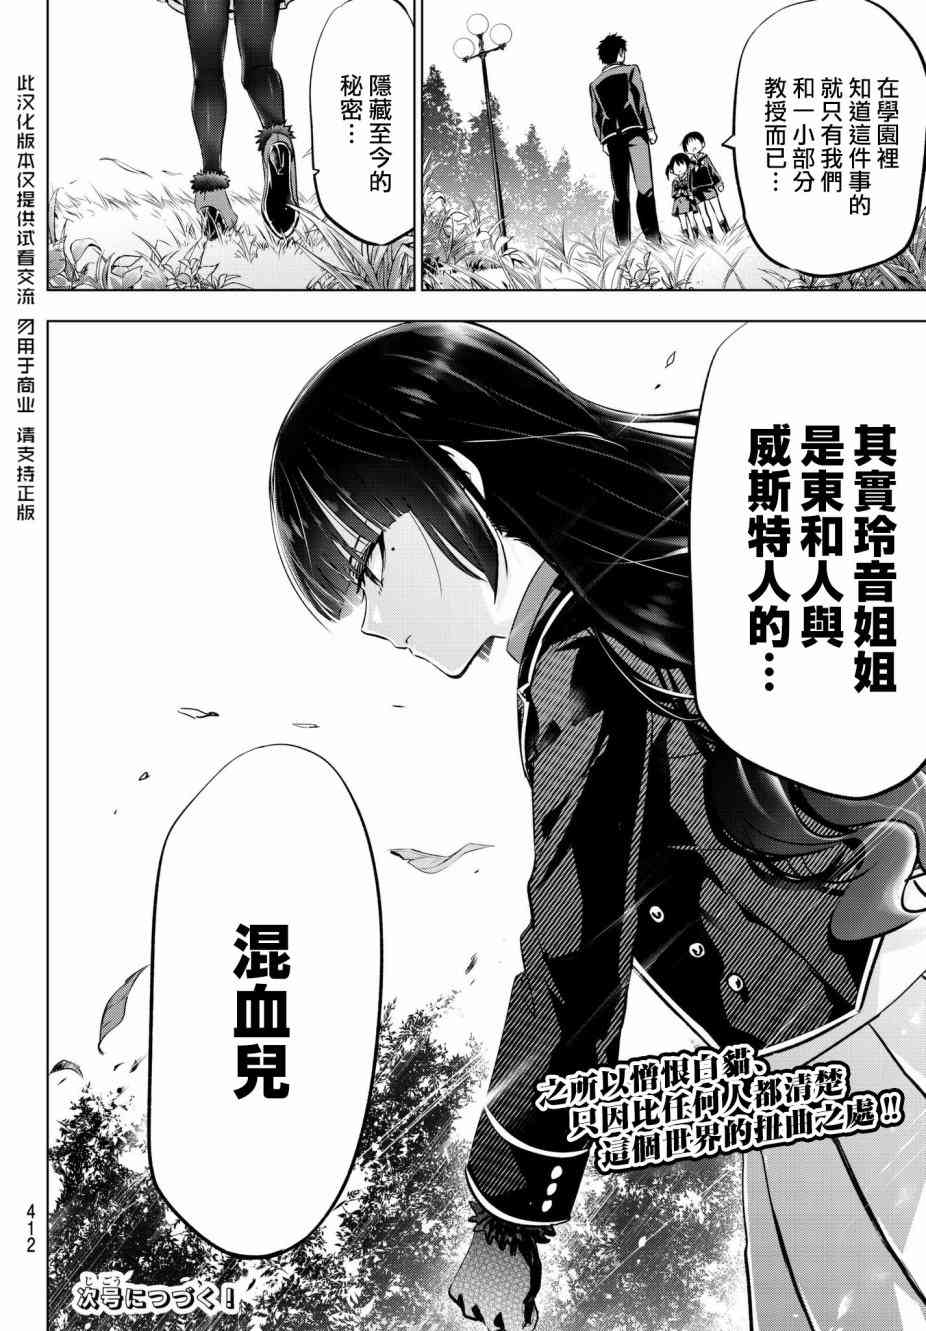 在學園裡
知道這件事的
就只有我們
和一小部分
教授而已…
隱藏至今的
秘密…
其實玲音姐姐
是東和人與
威斯特人的…
混血兒
之所以憎恨白貓、
只因比任何人都清楚
這個世界的扭曲之處!!
じごう
次号につづく!
412
此汉化版本仅提供试看交流 勿用于商业 请支持正版